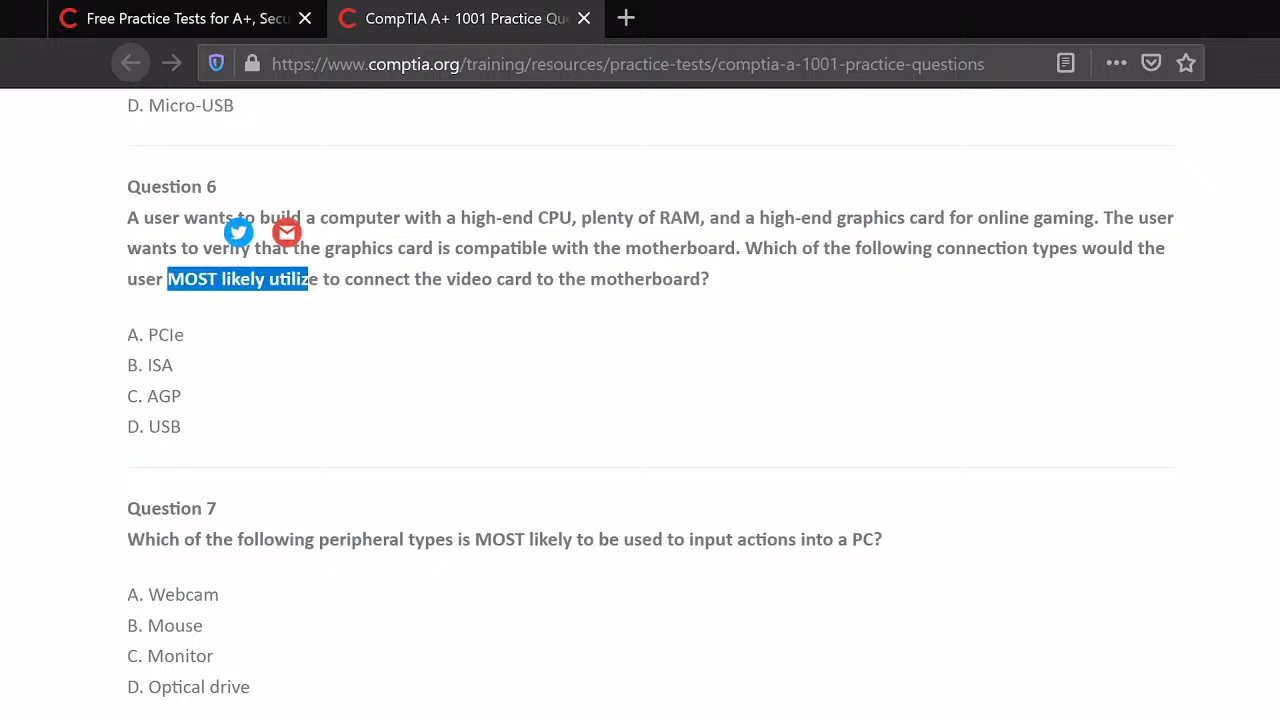 Free Practice Tests for A+, Secu
CompTIA A+ 1001 Practice Que
https://www.comptia.org/training/resources/practice-tests/comptia-a-1001-practice-questions
D. Micro-USB
Question 6
A user wants to build a computer with a high-end CPU, plenty of RAM, and a high-end graphics card for online gaming. The user
wants to verify that the graphics card is compatible with the motherboard. Which of the following connection types would the
user MOST likely utilize to connect the video card to the motherboard?
A. PCIe
B. ISA
C. AGP
D. USB
Question 7
Which of the following peripheral types is MOST likely to be used to input actions into a PC?
A. Webcam
B. Mouse
C. Monitor
D. Optical drive